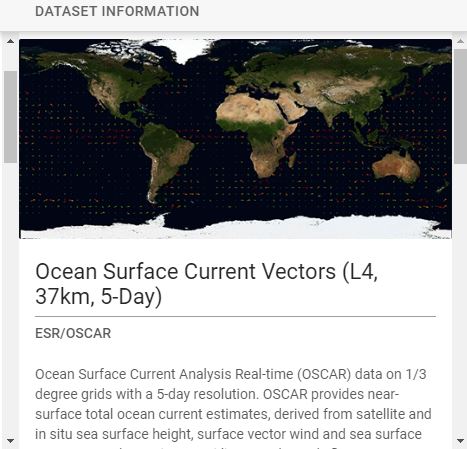 DATASET INFORMATION
Ocean Surface Current Vectors (L4,
37km, 5-Day)
ESR/OSCAR
Ocean Surface Current Analysis Real-time (OSCAR) data on 1/3
degree grids with a 5-day resolution. OSCAR provides near-
surface total ocean current estimates, derived from satellite and
in situ sea surface height, surface vector wind and sea surface